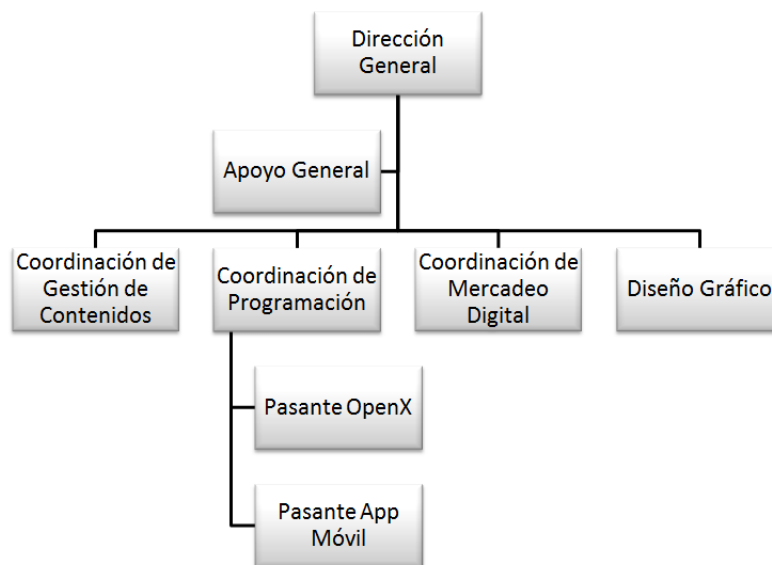 Dirección
General
Apoyo General
Coordinación de
Gestión de
Contenidos
Coordinación de
Programación
Coordinación de
Mercadeo
Digital
Diseño Gráfico
Pasante OpenX
Pasante App
Móvil